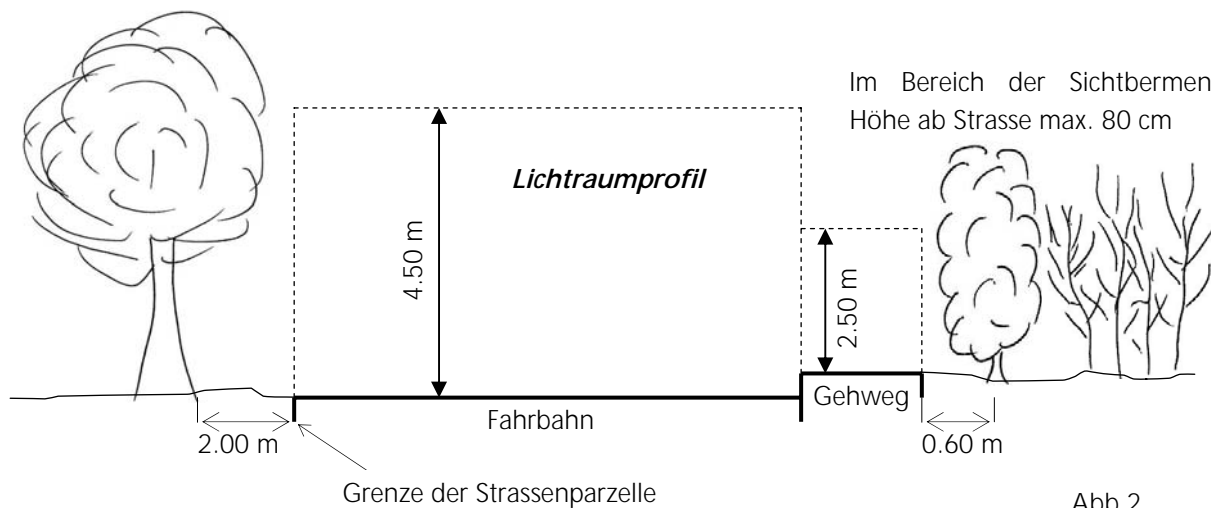 Im Bereich der Sichtbermen
Höhe ab Strasse max. 80 cm
Lichtraumprofil
4.50 m
2.50 m
Gehweg
Fahrbahn
2.00 m
0.60 m
Grenze der Strassenparzelle
Abb 2